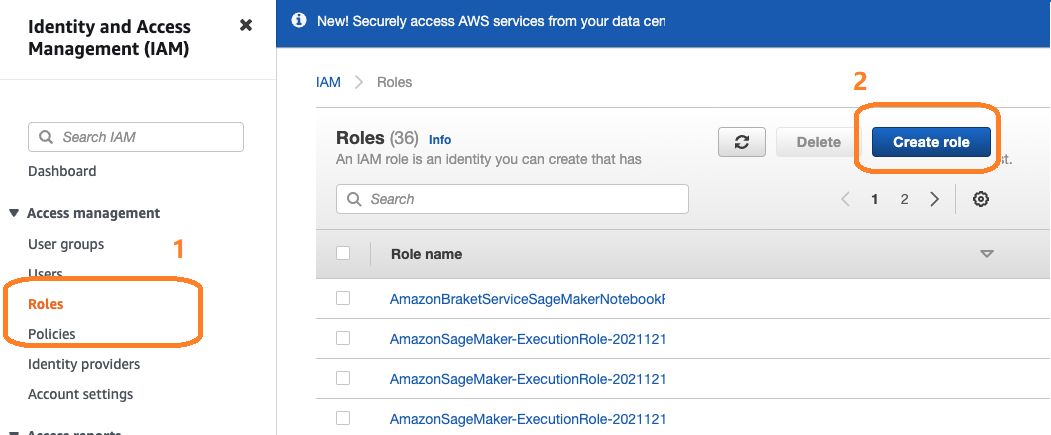 Identity and Access
Management (IAM)
Search IAM
Dashboard
Access management
User groups
Users
Roles
Policies
Identity providers
Account settings
Access reports
1
New! Securely access AWS services from your data cen
IAM
Roles
2
Roles (36) Info
Delete
Create role
An IAM role is an identity you can create that has
st.
Search
1
2
Role name
AmazonBraketServiceSageMakerNotebookR
AmazonSageMaker-ExecutionRole-2021121
AmazonSageMaker-ExecutionRole-2021121
AmazonSageMaker-ExecutionRole-2021121